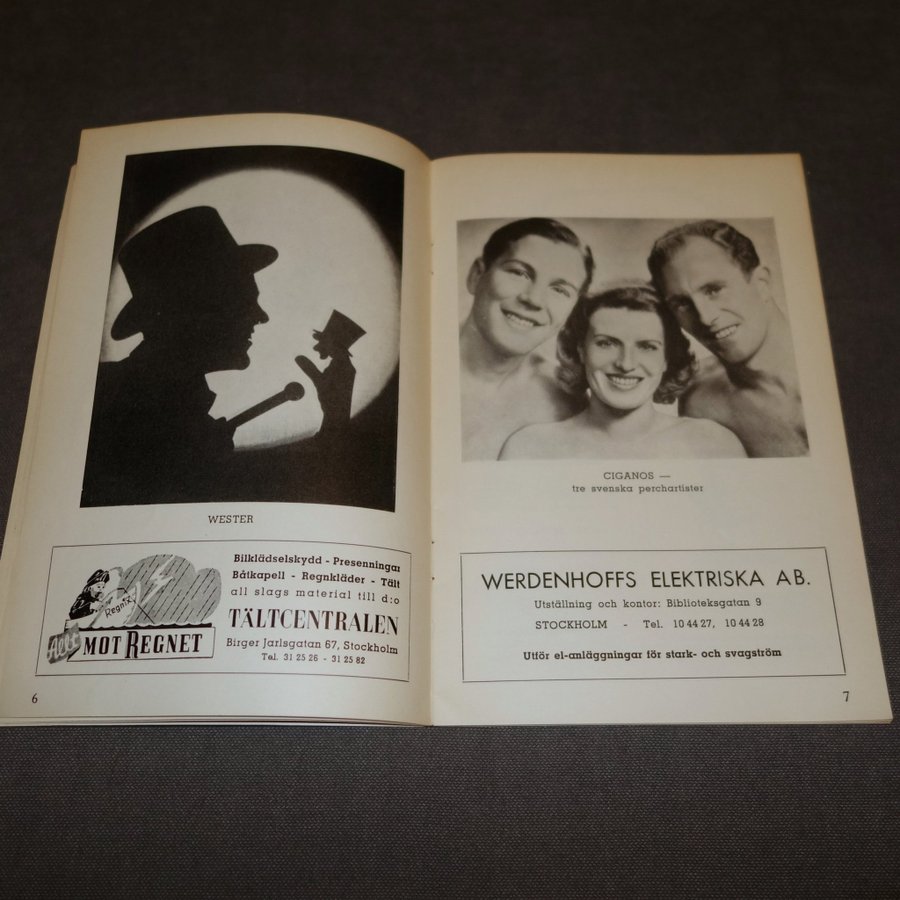 WESTER
Regnir
Allt
MOT REGNET
Bilklädselskydd - Presenningar
Båtkapell - Regnkläder - Tält
all slags material till d:o
TÄLTCENTRALEN
Birger Jarlsgatan 67, Stockholm
Tel. 31 25 26 - 31 25 82
6
CIGANOS —
tre svenska perchartister
WERDENHOFFS ELEKTRISKA A B.
Utställning och kontor: Biblioteksgatan 9
STOCKHOLM - Tel. 10 44 27, 10 44 28
Utför el-anläggningar för stark- och svagström
7